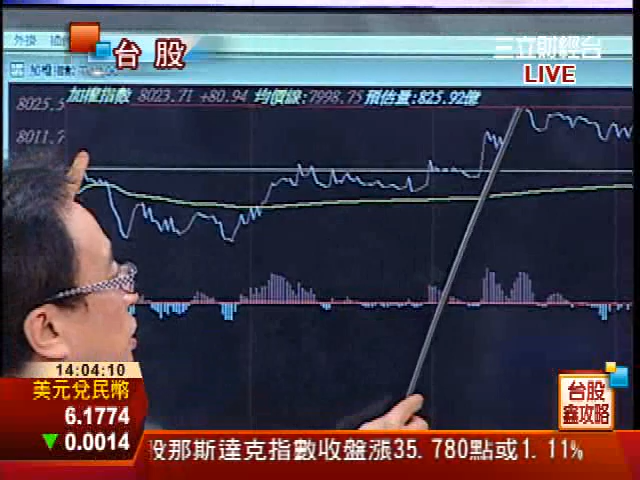 台股
三立財經台
LIVE
加權指數 8023.71 +80.94 均價線:7998.75 預估量:825.92億
8025.5
8011.7
14:04:10
美元兌民幣
6.1774
▼0.0014
台股
鑫攻略
股那斯達克指數收盤漲35.780點或1.11%